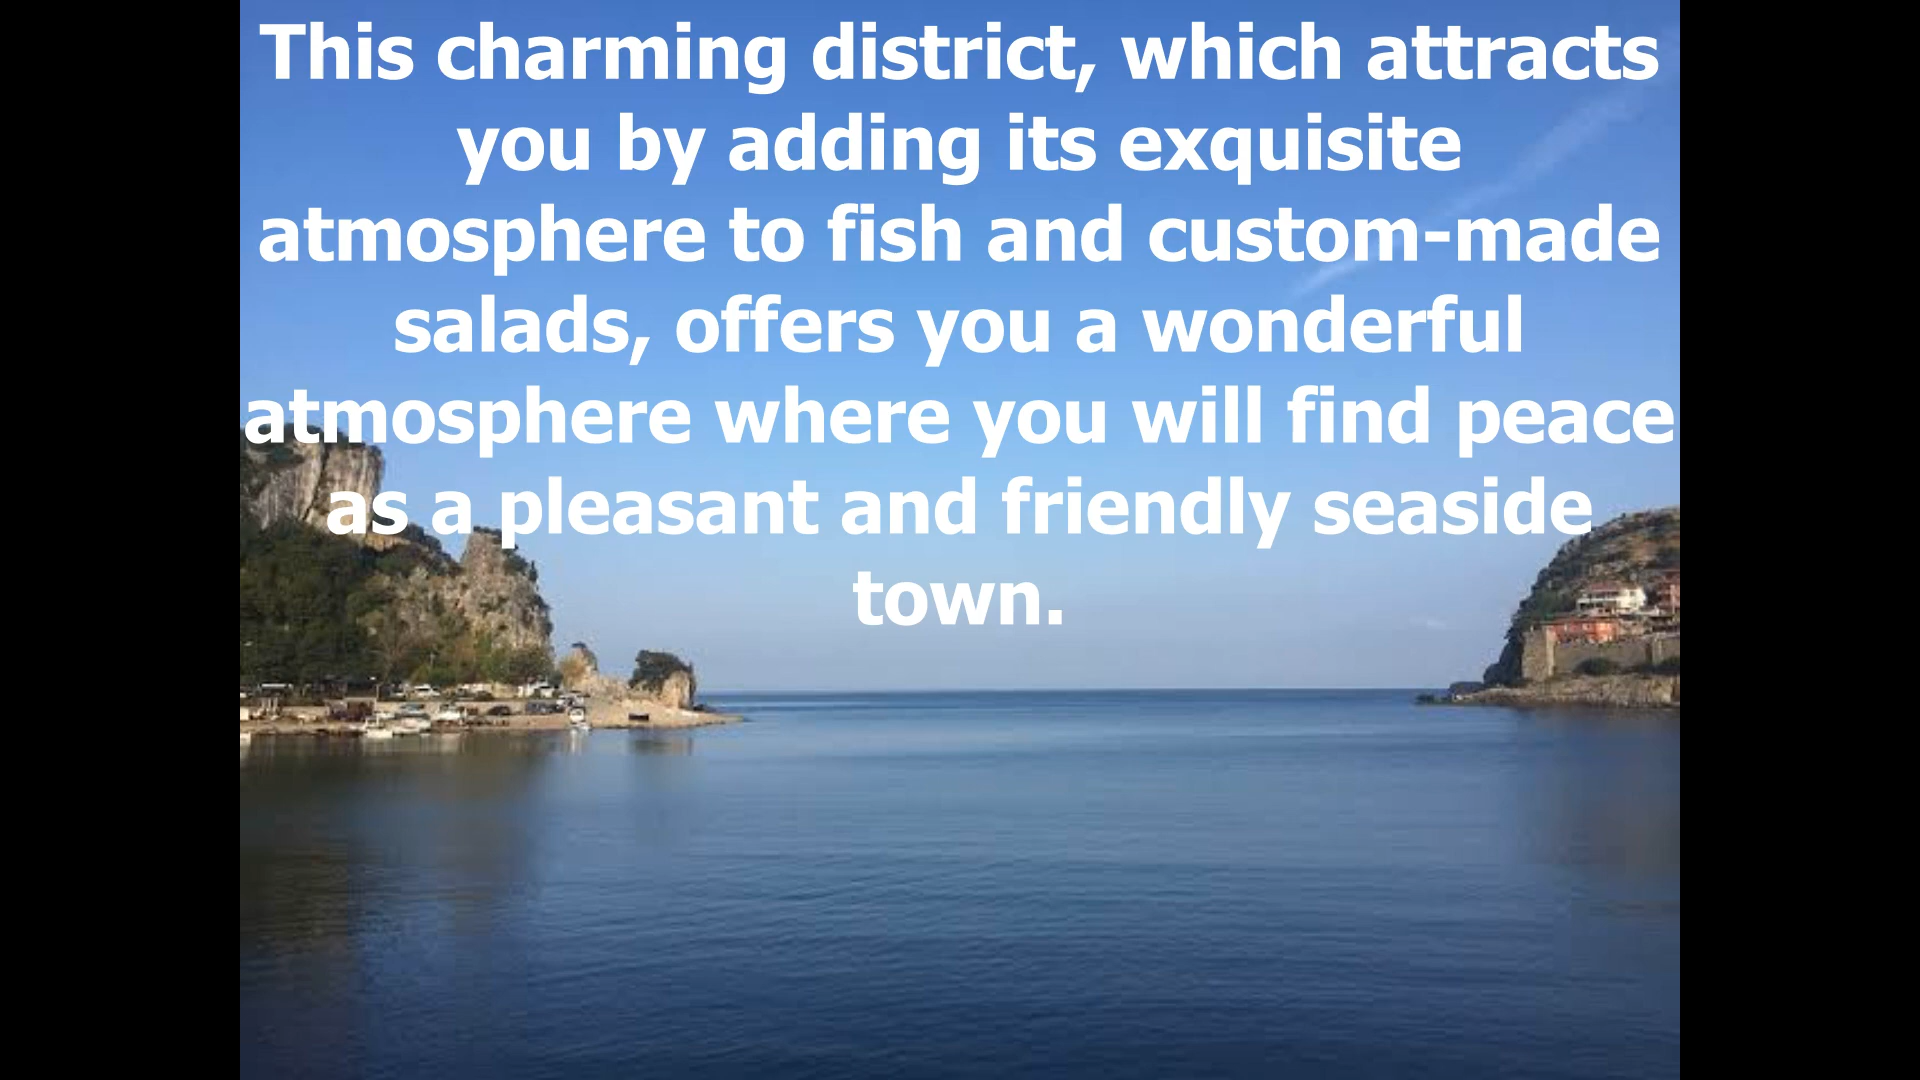 This charming district, which attracts
you by adding its exquisite
atmosphere to fish and custom-made
salads, offers you a wonderful
atmosphere where you will find peace
as a pleasant and friendly seaside
town.